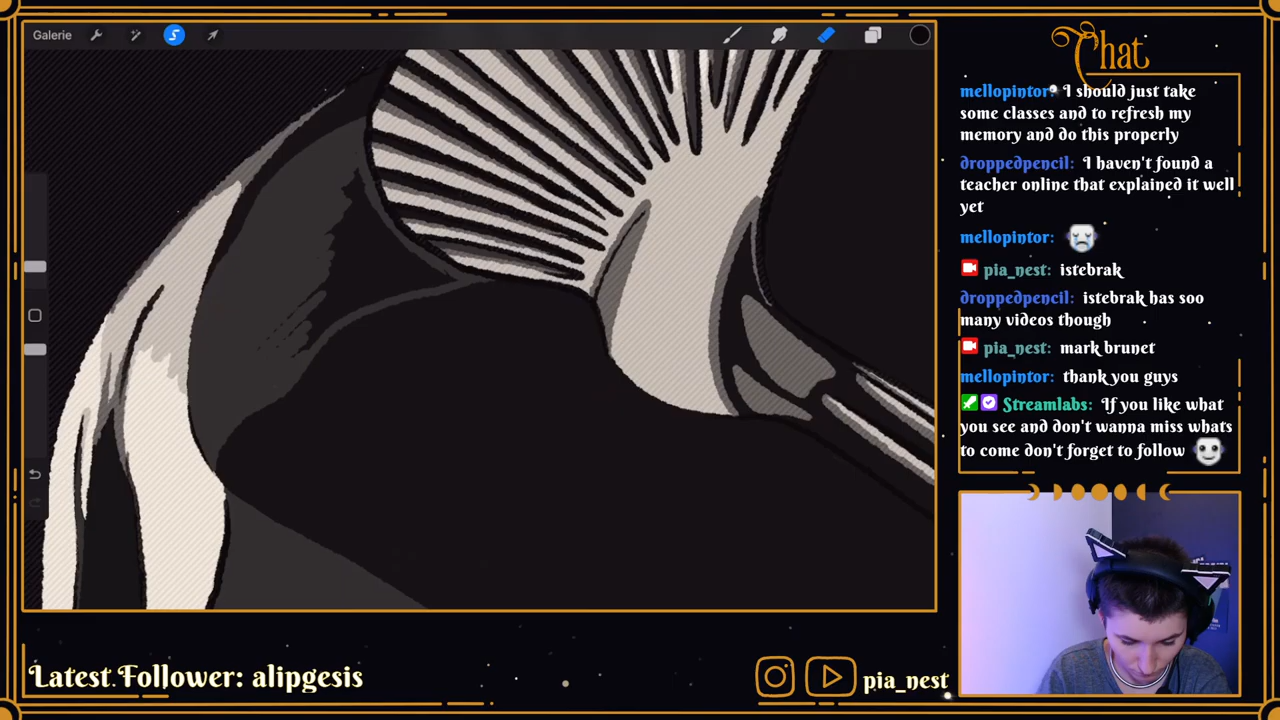 Galerie
Chat
mellopintor: I should just take
some classes and to refresh my
memory and do this properly
droppedpencil: I haven't found a
teacher online that explained it well
yet
mellopintor:
pia_nest: istebrak
droppedpencil: istebrak has soo
many videos though
pia_nest: mark brunet
mellopintor: thank you guys
Streamlabs: If you like what
you see and don't wanna miss whats
to come don't forget to follow
Latest Follower: alipgesis
pia_nest